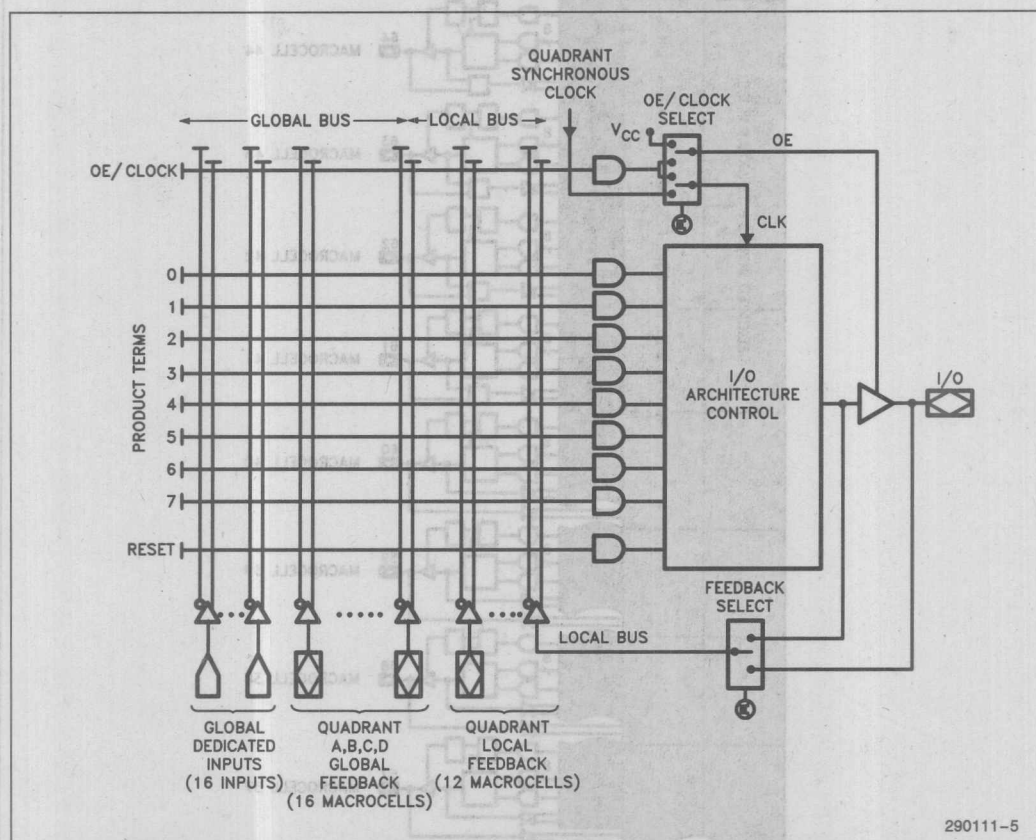 QUADRANT
SYNCHRONOUS
CLOCK
OE/CLOCK
SELECT
GLOBAL BUS
LOCAL BUS
VCC
OE
OE/CLOCK
CLK
0
1
2
3
4
5
6
7
PRODUCT TERMS
I/O
ARCHITECTURE
CONTROL
I/O
RESET
FEEDBACK
SELECT
LOCAL BUS
GLOBAL
DEDICATED
INPUTS
(16 INPUTS)
QUADRANT
A,B,C,D
GLOBAL
FEEDBACK
(16 MACROCELLS)
QUADRANT
LOCAL
FEEDBACK
(12 MACROCELLS)
290111-5